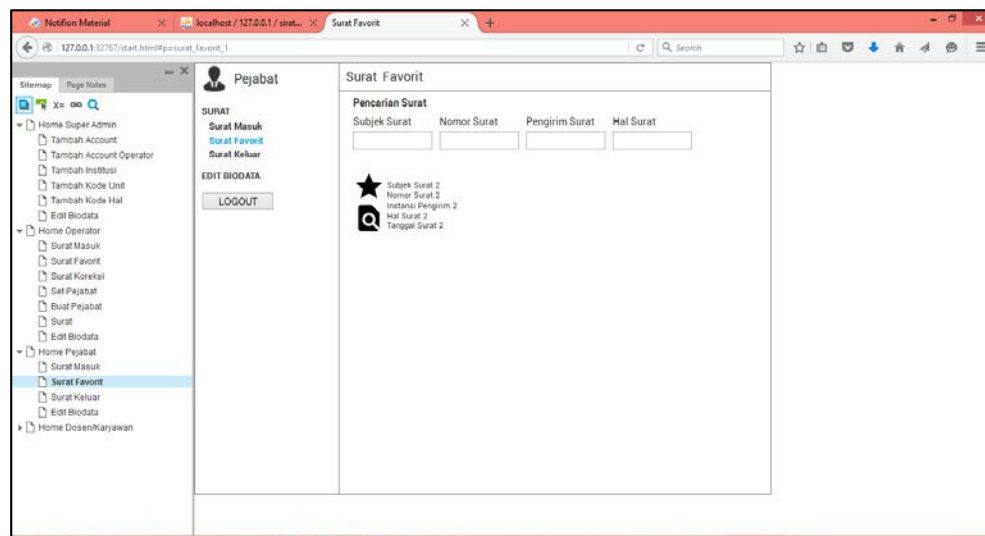 Notifion Material
localhost / 127.0.0.1 / sirat...
Surat Favorit
127.0.0.1:32767/start.html#p=surat_favorit_1
Search
Sitemap Page Notes
Home Super Admin
Tambah Account
Tambah Account Operator
Tambah Institusi
Tambah Kode Unit
Tambah Kode Hal
Edit Biodata
Home Operator
Surat Masuk
Surat Favorit
Surat Koreksi
Set Pejabat
Buat Pejabat
Surat
Edit Biodata
Home Pejabat
Surat Masuk
Surat Favorit
Surat Keluar
Edit Biodata
Home Dosen/Karyawan
Pejabat
SURAT
Surat Masuk
Surat Favorit
Surat Keluar
EDIT BIODATA
LOGOUT
Surat Favorit
Pencarian Surat
Subjek Surat Nomor Surat Pengirim Surat Hal Surat
Subjek Surat 2
Nomor Surat 2
Instansi Pengirim 2
Hal Surat 2
Tanggal Surat 2